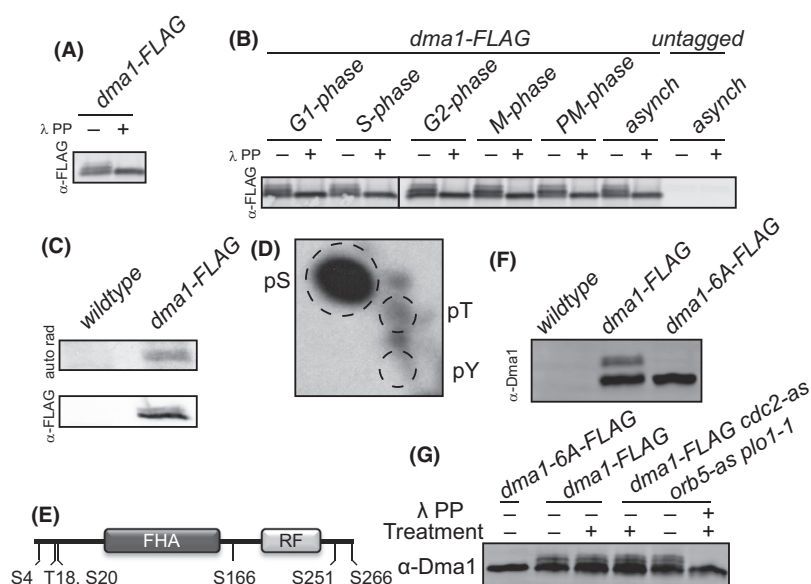 (A)
dma1-FLAG
λ PP – +
α-FLAG
(B)
dma1-FLAG untagged
G1-phase S-phase G2-phase M-phase PM-phase asynch asynch
λ PP – + – + – + – + – + – + – +
α-FLAG
(C)
wildtype dma1-FLAG
auto rad
α-FLAG
(D)
pS
pT
pY
(F)
wildtype dma1-FLAG dma1-6A-FLAG
α-Dma1
(G)
dma1-6A-FLAG dma1-FLAG dma1-FLAG cdc2-as
orb5-as plo1-1
λ PP +
Treatment – – + + – +
α-Dma1
(E)
FHA RF
S4 T18, S20 S166 S251 S266